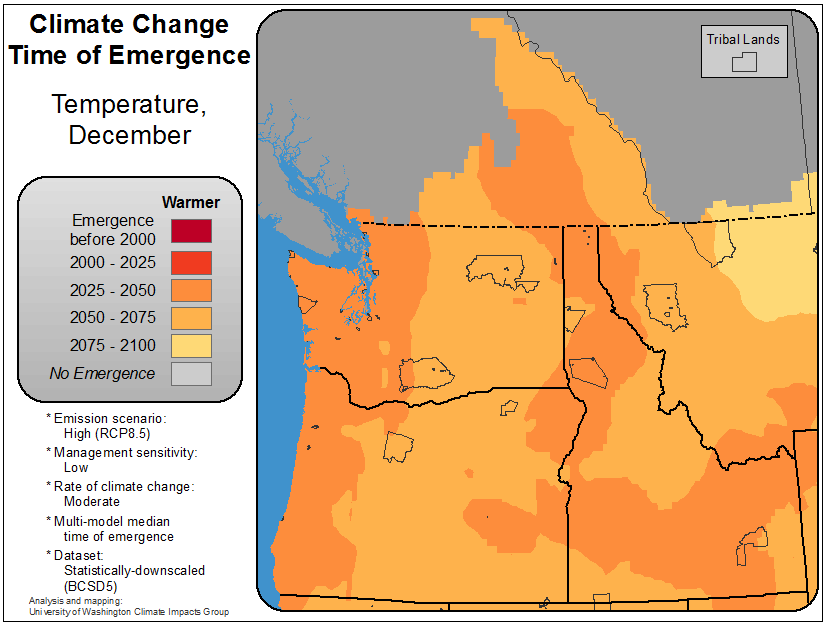 Climate Change
Time of Emergence
Temperature,
December
Warmer
Emergence
before 2000
2000 - 2025
2025 - 2050
2050 - 2075
2075 - 2100
No Emergence
* Emission scenario:
High (RCP8.5)
* Management sensitivity:
Low
* Rate of climate change:
Moderate
* Multi-model median
time of emergence
* Dataset:
Statistically-downscaled
(BCSD5)
Analysis and mapping:
University of Washington Climate Impacts Group
Tribal Lands